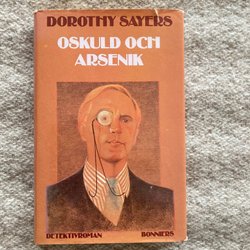 DOROTHY SAYERS
OSKULD OCH
ARSENIK
DETEKTIVROMAN BONNIERS